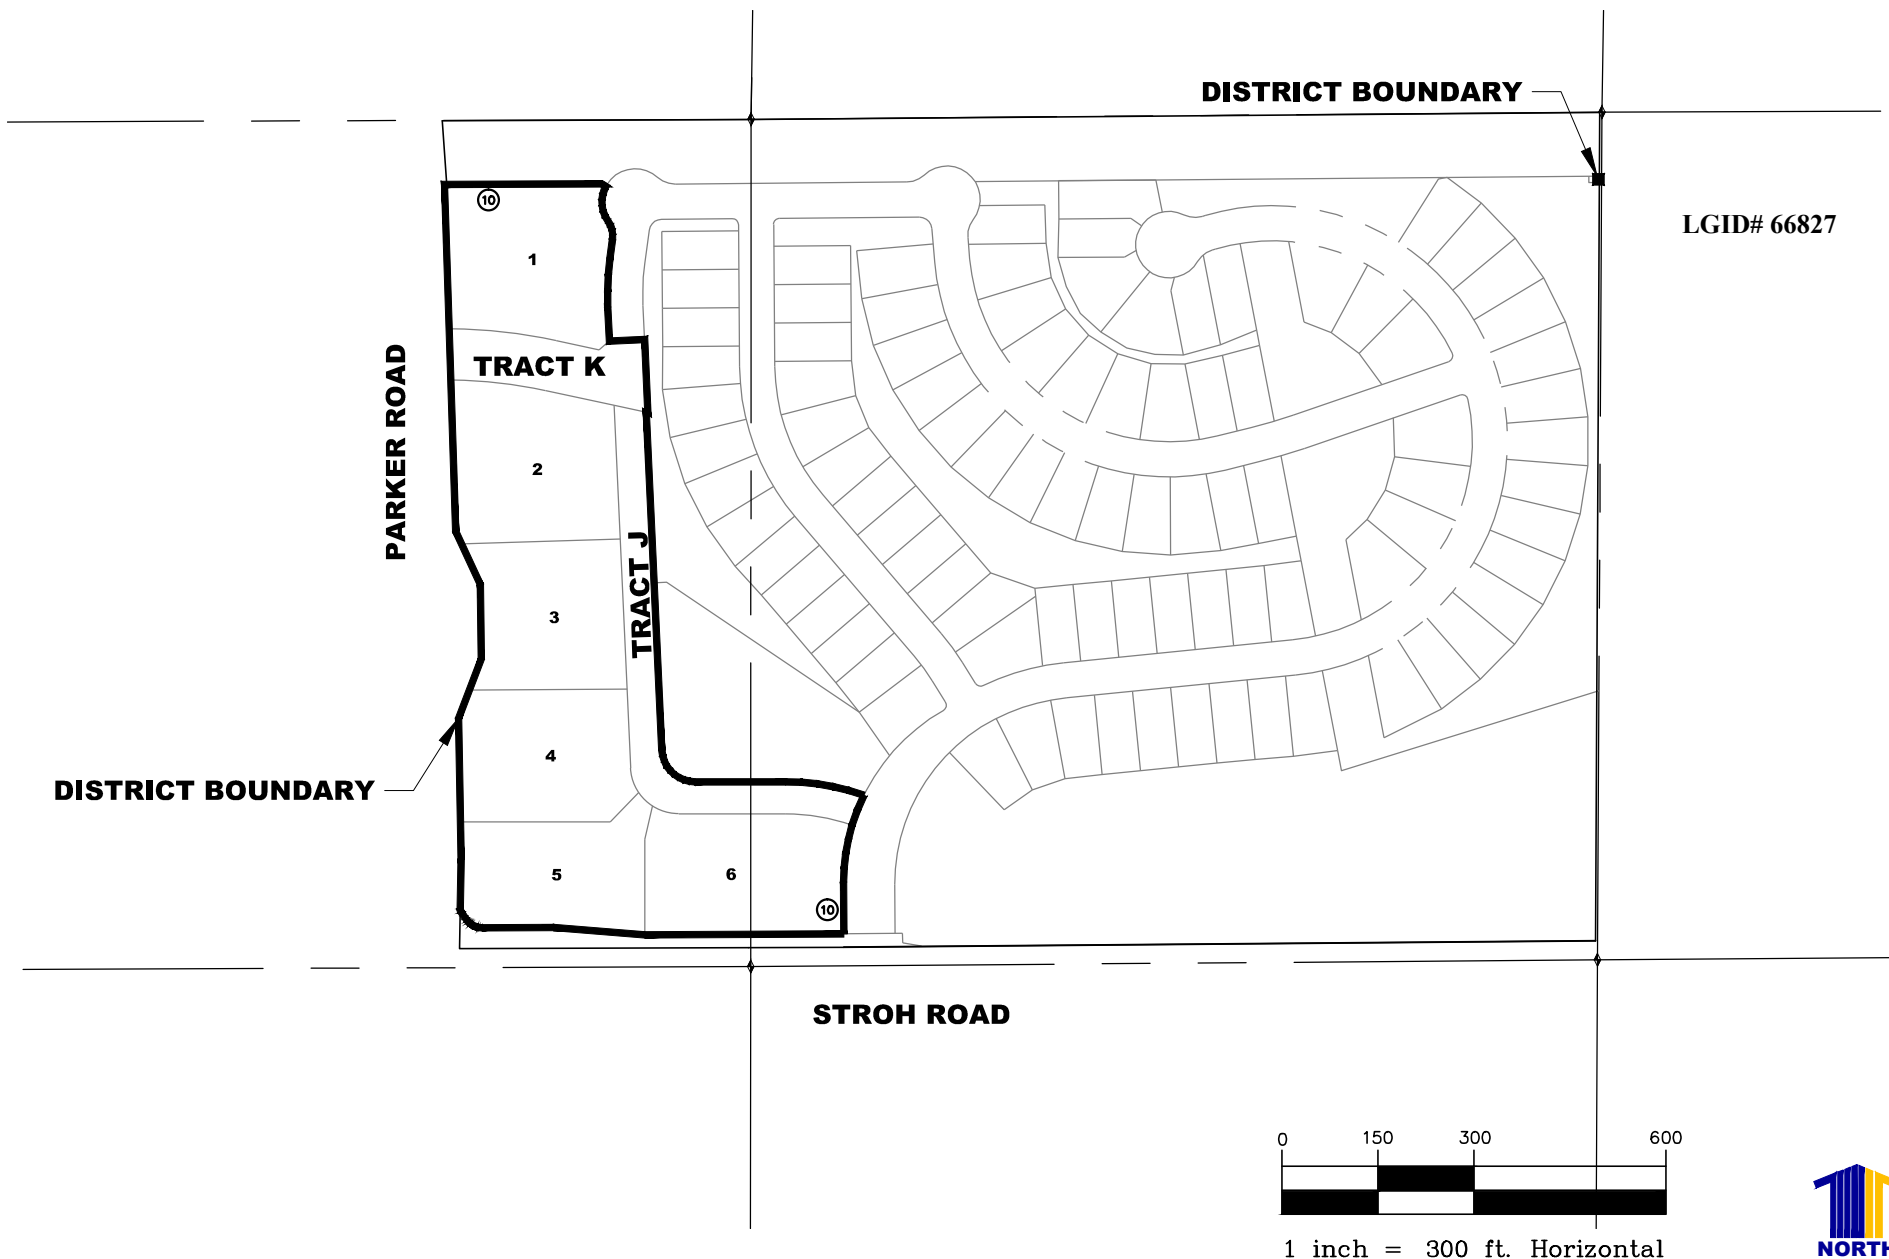 DISTRICT BOUNDARY
LGID# 66827
10
1
TRACT K
PARKER ROAD
2
TRACT J
3
4
DISTRICT BOUNDARY
5
6
10
STROH ROAD
0 150 300 600
1 inch = 300 ft. Horizontal